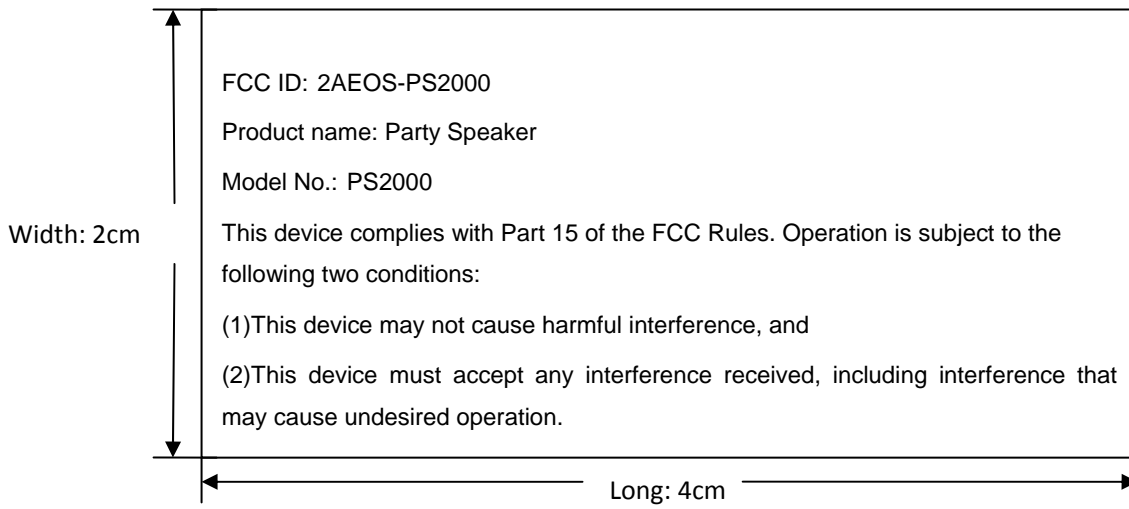 FCC ID: 2AEOS-PS2000
Product name: Party Speaker
Model No.: PS2000
Width: 2cm
This device complies with Part 15 of the FCC Rules. Operation is subject to the
following two conditions:
(1)This device may not cause harmful interference, and
(2)This device must accept any interference received, including interference that
may cause undesired operation.
Long: 4cm